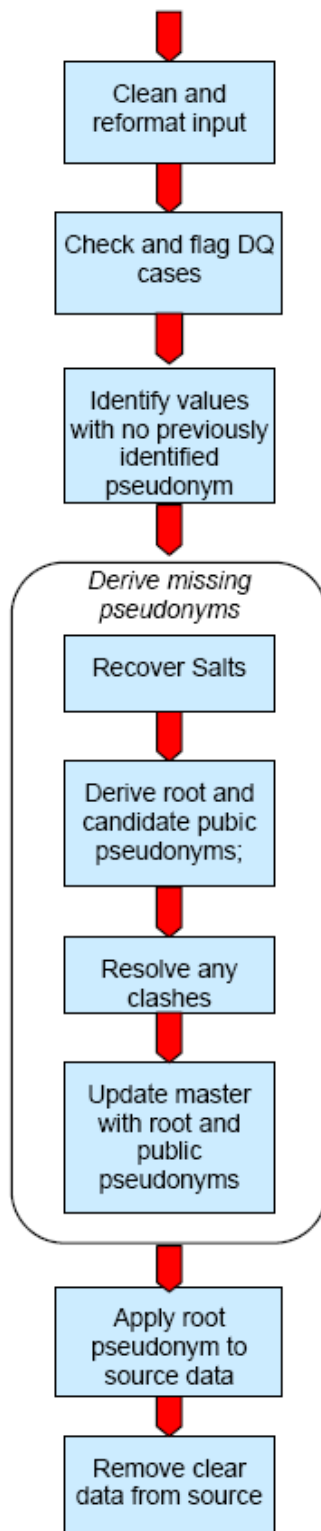 Clean and
reformat input
Check and flag DQ
cases
Identify values
with no previously
identified
pseudonym
Derive missing
pseudonyms
Recover Salts
Derive root and
candidate pubic
pseudonyms;
Resolve any
clashes
Update master
with root and
public
pseudonyms
Apply root
pseudonym to
source data
Remove clear
data from source